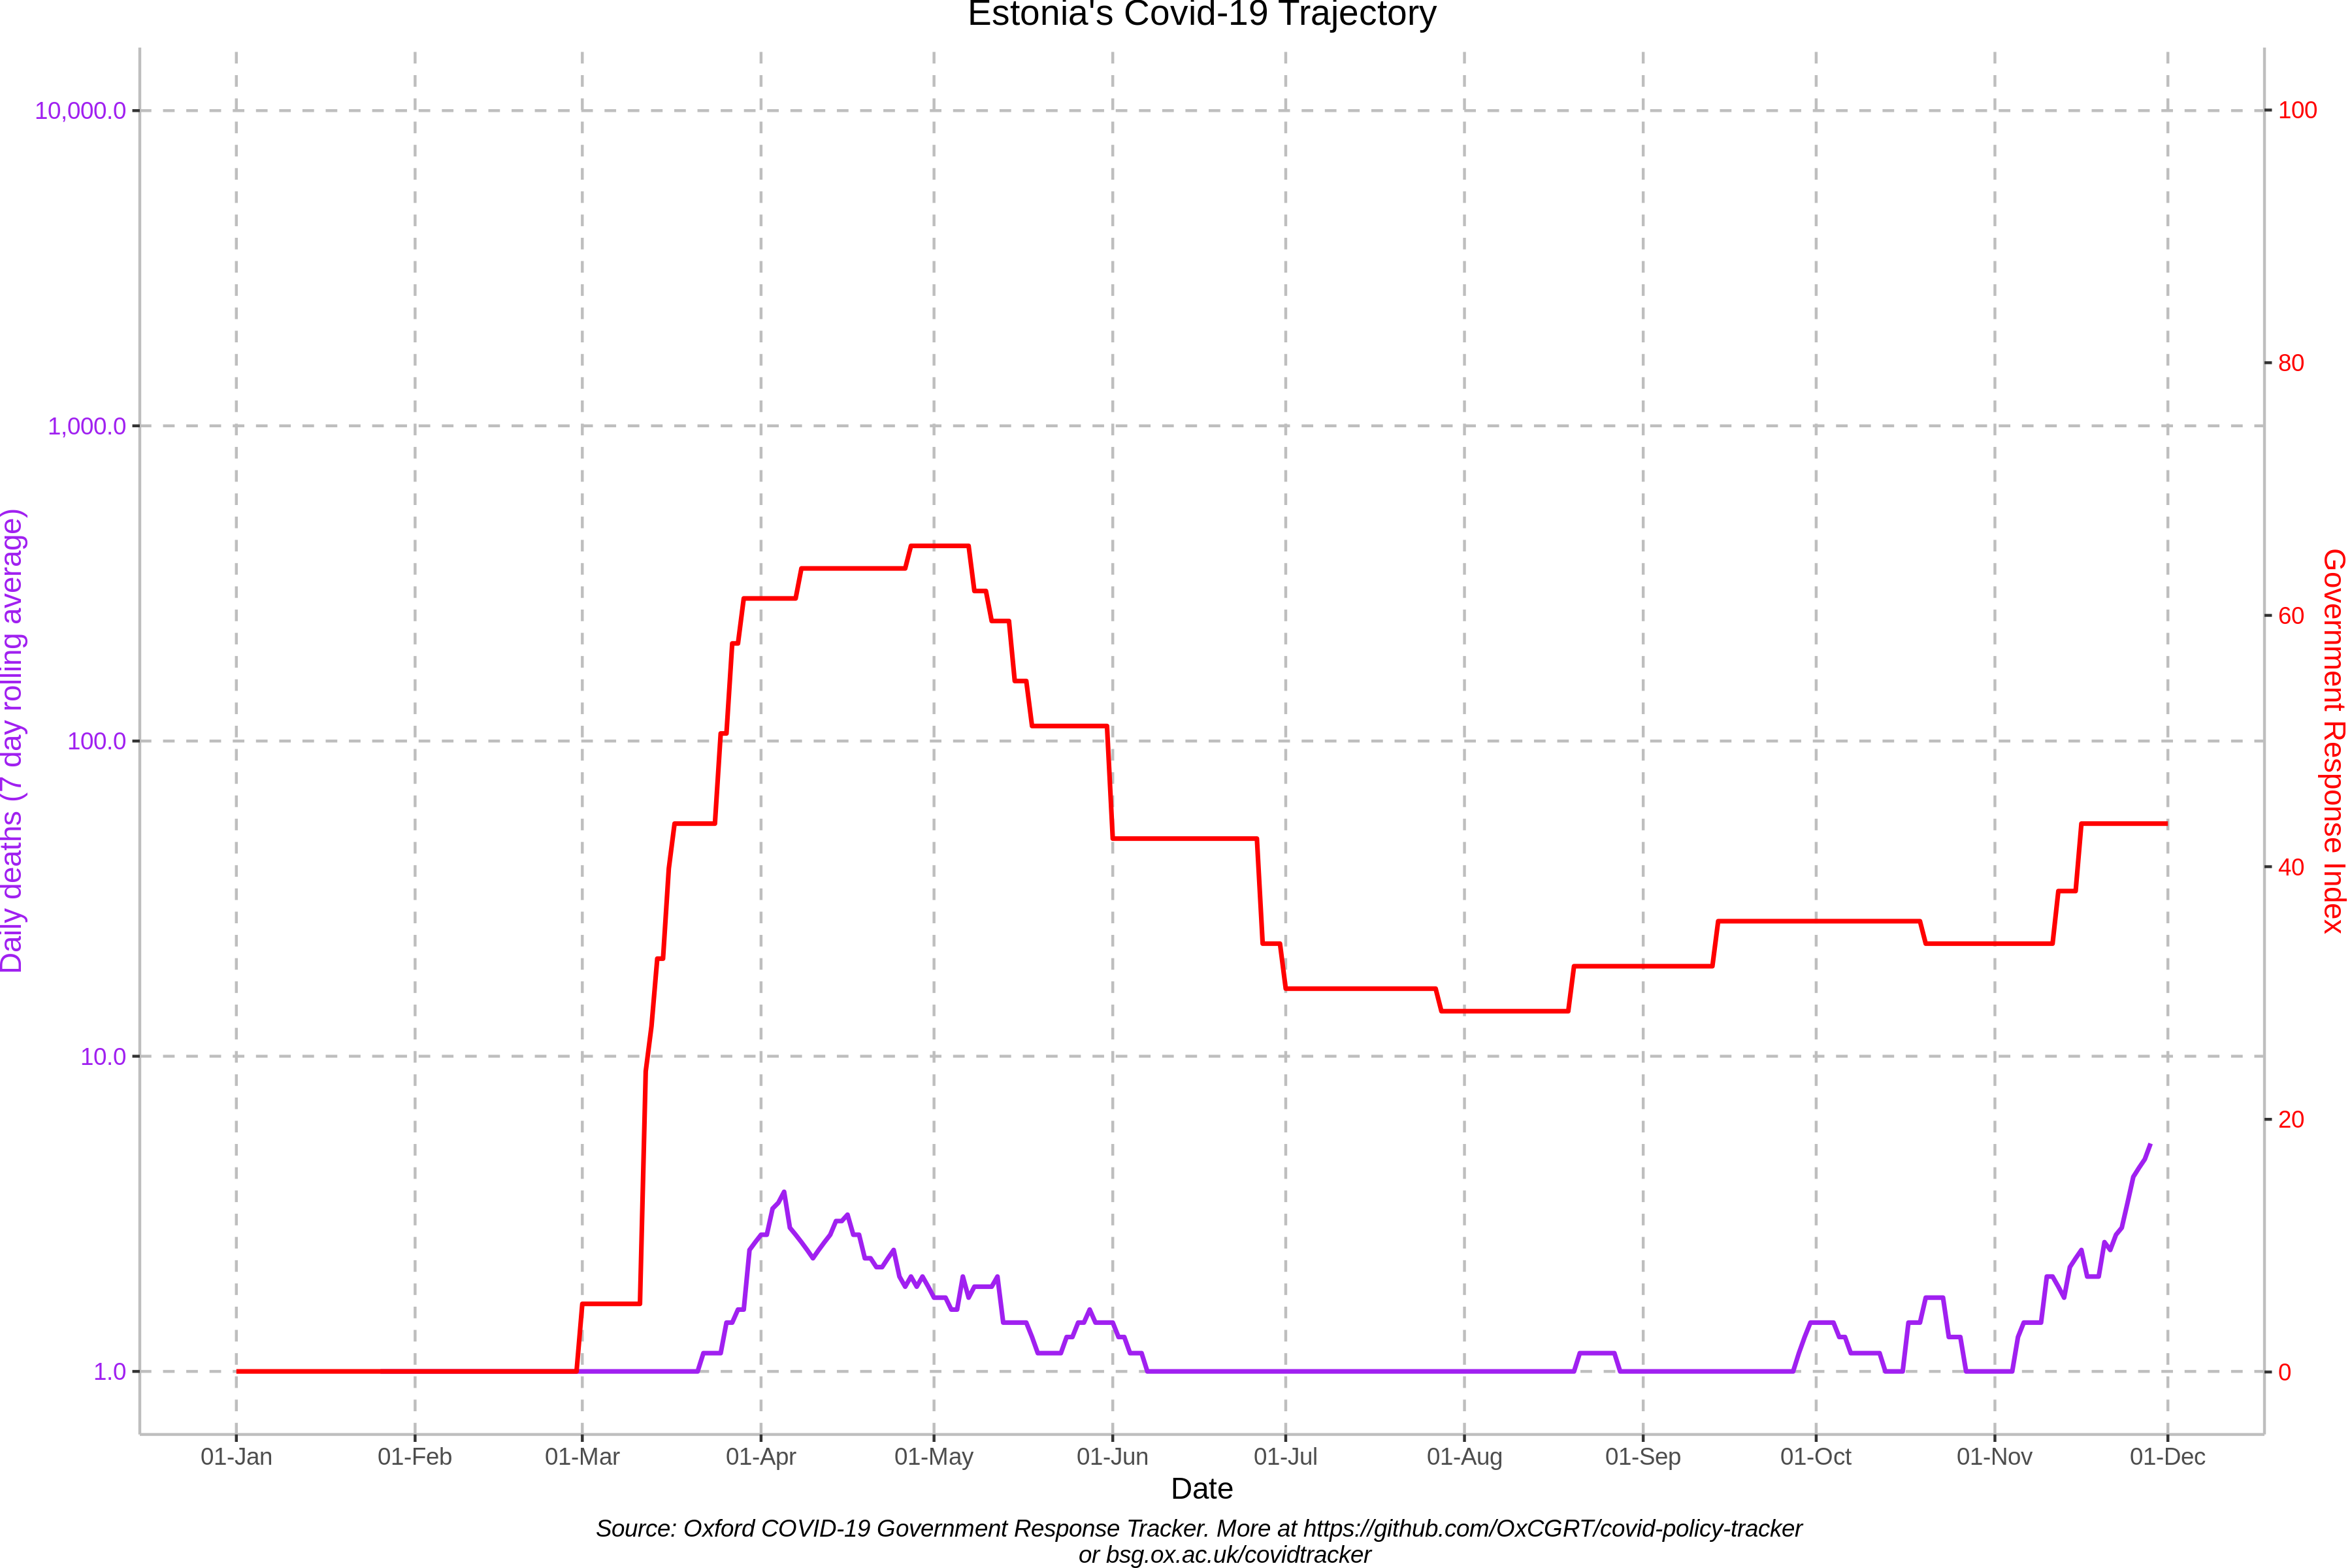 Estonia's Covid-19 Trajectory
10,000.0
1,000.0
100.0
10.0
1.0
Daily deaths (7 day rolling average)
100
80
60
40
20
0
Government Response Index
01-Jan
01-Feb
01-Mar
01-Apr
01-May
01-Jun
01-Jul
01-Aug
01-Sep
01-Oct
01-Nov
01-Dec
Date
Source: Oxford COVID-19 Government Response Tracker. More at https://github.com/OxCGRT/covid-policy-tracker
or bsg.ox.ac.uk/covidtracker